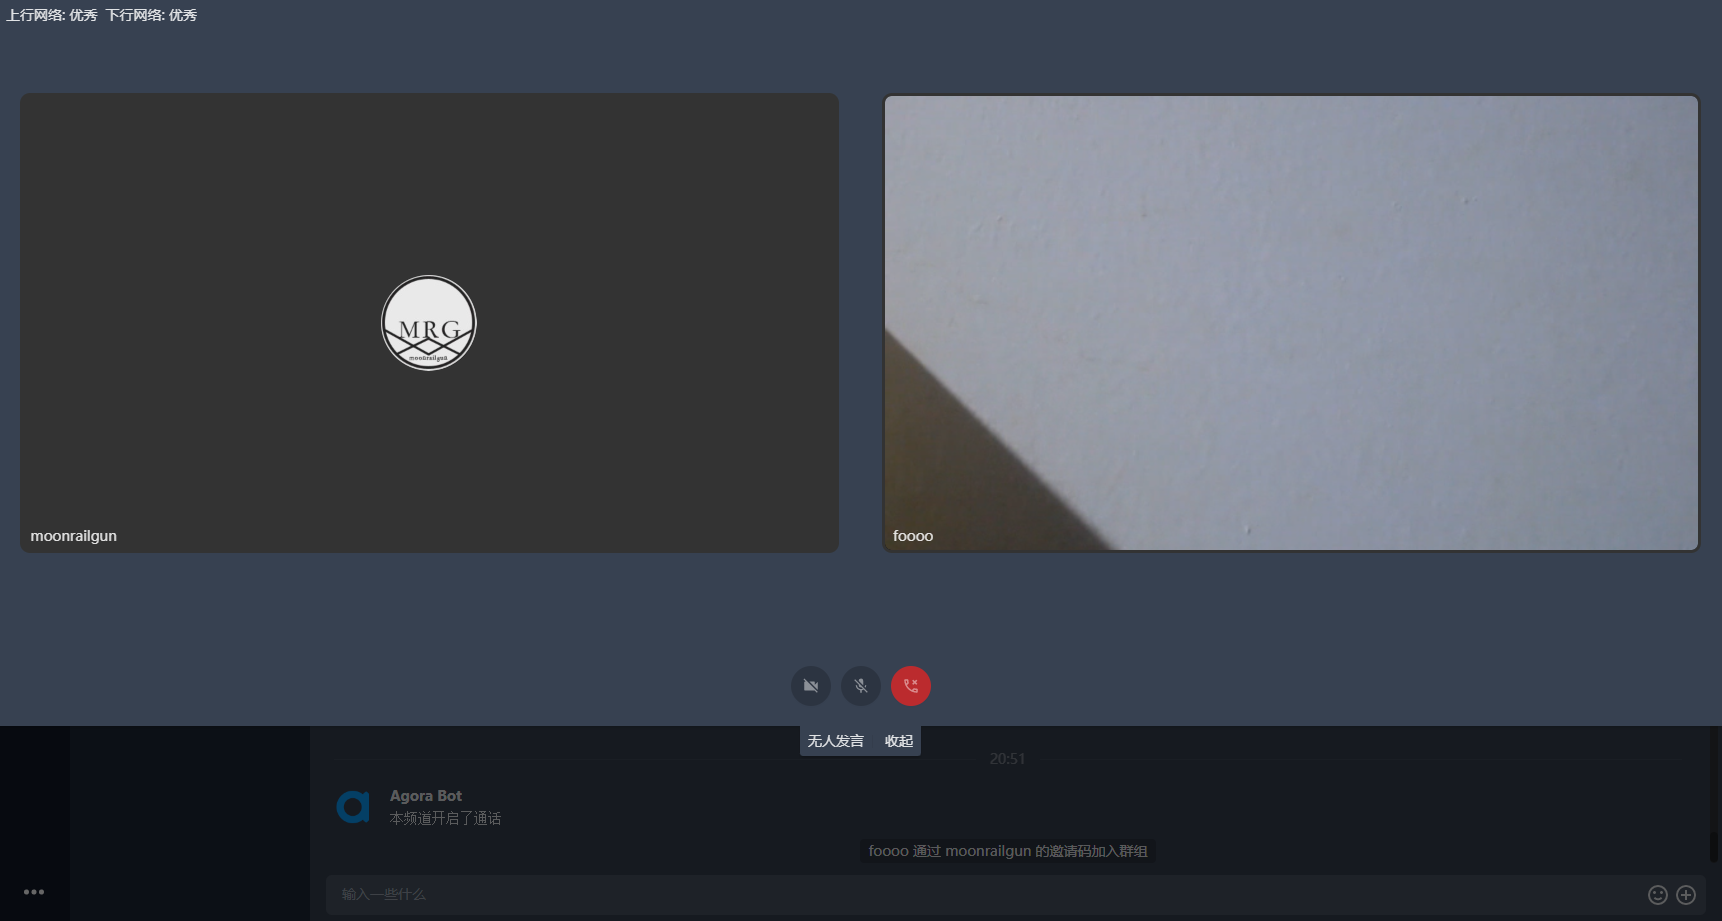 上行网络: 优秀 下行网络: 优秀
MRG
moonrailgun
moonrailgun
foooo
无人发言 收起
20:51
Agora Bot
本频道开启了通话
foooo 通过 moonrailgun 的邀请码加入群组
输入一些什么